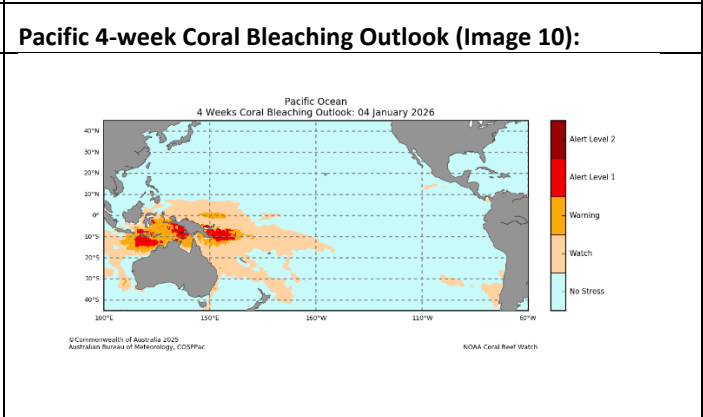 Pacific 4-week Coral Bleaching Outlook (Image 10):
Pacific Ocean
4 Weeks Coral Bleaching Outlook: 04 January 2026
40°N
30°N
20°N
10°N
0°
10°S
20°S
30°S
40°S
100°E
150°E
160°W
110°W
60°W
Alert Level 2
Alert Level 1
Warning
Watch
No Stress
©Commonwealth of Australia 2025
Australian Bureau of Meteorology, COSPPac
NOAA Coral Reef Watch